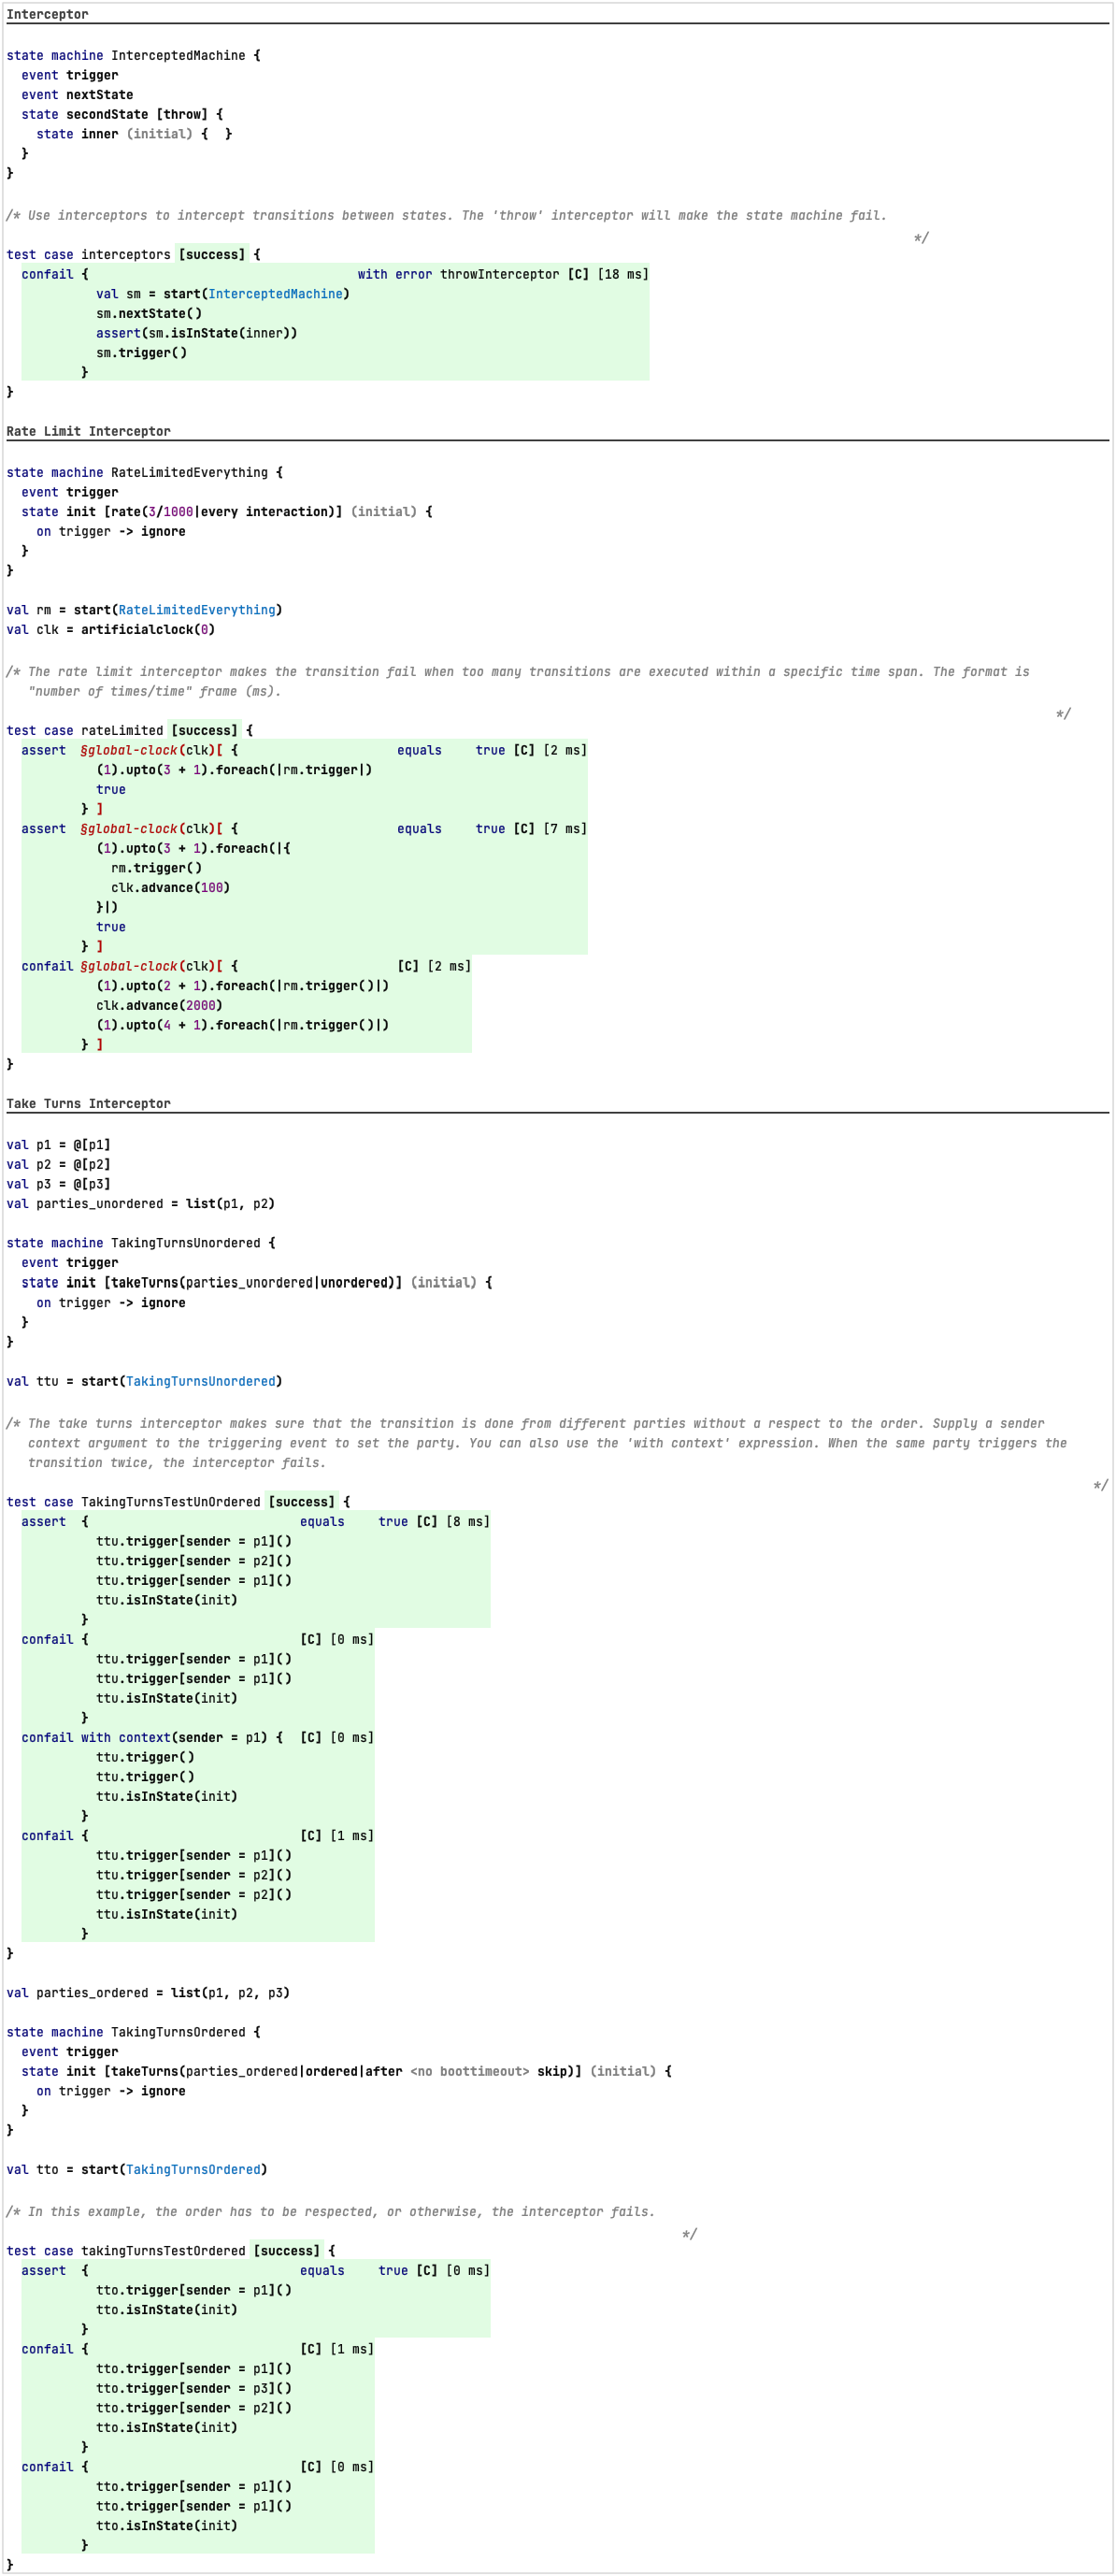 Interceptor
state machine InterceptedMachine {
  event trigger
  event nextState
  state secondState [throw] {
    state inner (initial) {  }
  }
}
/* Use interceptors to intercept transitions between states. The 'throw' interceptor will make the state machine fail.
*/
test case interceptors [success] {
  confail { with error throwInterceptor [C] [18 ms]
            val sm = start(InterceptedMachine)
            sm.nextState()
            assert(sm.isInState(inner))
            sm.trigger()
          }
}
Rate Limit Interceptor
state machine RateLimitedEverything {
  event trigger
  state init [rate(3/1000|every interaction)] (initial) {
    on trigger -> ignore
  }
}
val rm = start(RateLimitedEverything)
val clk = artificialclock(0)
/* The rate limit interceptor makes the transition fail when too many transitions are executed within a specific time span. The format is
   "number of times/time" frame (ms).
*/
test case rateLimited [success] {
  assert  §global-clock(clk)[ { equals true [C] [2 ms]
            (1).upto(3 + 1).foreach(|rm.trigger|)
            true
          } ]
  assert  §global-clock(clk)[ { equals true [C] [7 ms]
            (1).upto(3 + 1).foreach(|{
              rm.trigger()
              clk.advance(100)
            }|)
            true
          } ]
  confail §global-clock(clk)[ { [C] [2 ms]
            (1).upto(2 + 1).foreach(|rm.trigger()|)
            clk.advance(2000)
            (1).upto(4 + 1).foreach(|rm.trigger()|)
          } ]
}
Take Turns Interceptor
val p1 = @[p1]
val p2 = @[p2]
val p3 = @[p3]
val parties_unordered = list(p1, p2)
state machine TakingTurnsUnordered {
  event trigger
  state init [takeTurns(parties_unordered|unordered)] (initial) {
    on trigger -> ignore
  }
}
val ttu = start(TakingTurnsUnordered)
/* The take turns interceptor makes sure that the transition is done from different parties without a respect to the order. Supply a sender
   context argument to the triggering event to set the party. You can also use the 'with context' expression. When the same party triggers the
   transition twice, the interceptor fails.
*/
test case TakingTurnsTestUnOrdered [success] {
  assert  { equals true [C] [8 ms]
            ttu.trigger[sender = p1]()
            ttu.trigger[sender = p2]()
            ttu.trigger[sender = p1]()
            ttu.isInState(init)
          }
  confail { [C] [0 ms]
            ttu.trigger[sender = p1]()
            ttu.trigger[sender = p1]()
            ttu.isInState(init)
          }
  confail with context(sender = p1) { [C] [0 ms]
            ttu.trigger()
            ttu.trigger()
            ttu.isInState(init)
          }
  confail { [C] [1 ms]
            ttu.trigger[sender = p1]()
            ttu.trigger[sender = p2]()
            ttu.trigger[sender = p2]()
            ttu.isInState(init)
          }
}
val parties_ordered = list(p1, p2, p3)
state machine TakingTurnsOrdered {
  event trigger
  state init [takeTurns(parties_ordered|ordered|after <no boottimeout> skip)] (initial) {
    on trigger -> ignore
  }
}
val tto = start(TakingTurnsOrdered)
/* In this example, the order has to be respected, or otherwise, the interceptor fails.
*/
test case takingTurnsTestOrdered [success] {
  assert  { equals true [C] [0 ms]
            tto.trigger[sender = p1]()
            tto.isInState(init)
          }
  confail { [C] [1 ms]
            tto.trigger[sender = p1]()
            tto.trigger[sender = p3]()
            tto.trigger[sender = p2]()
            tto.isInState(init)
          }
  confail { [C] [0 ms]
            tto.trigger[sender = p1]()
            tto.trigger[sender = p1]()
            tto.isInState(init)
          }
}